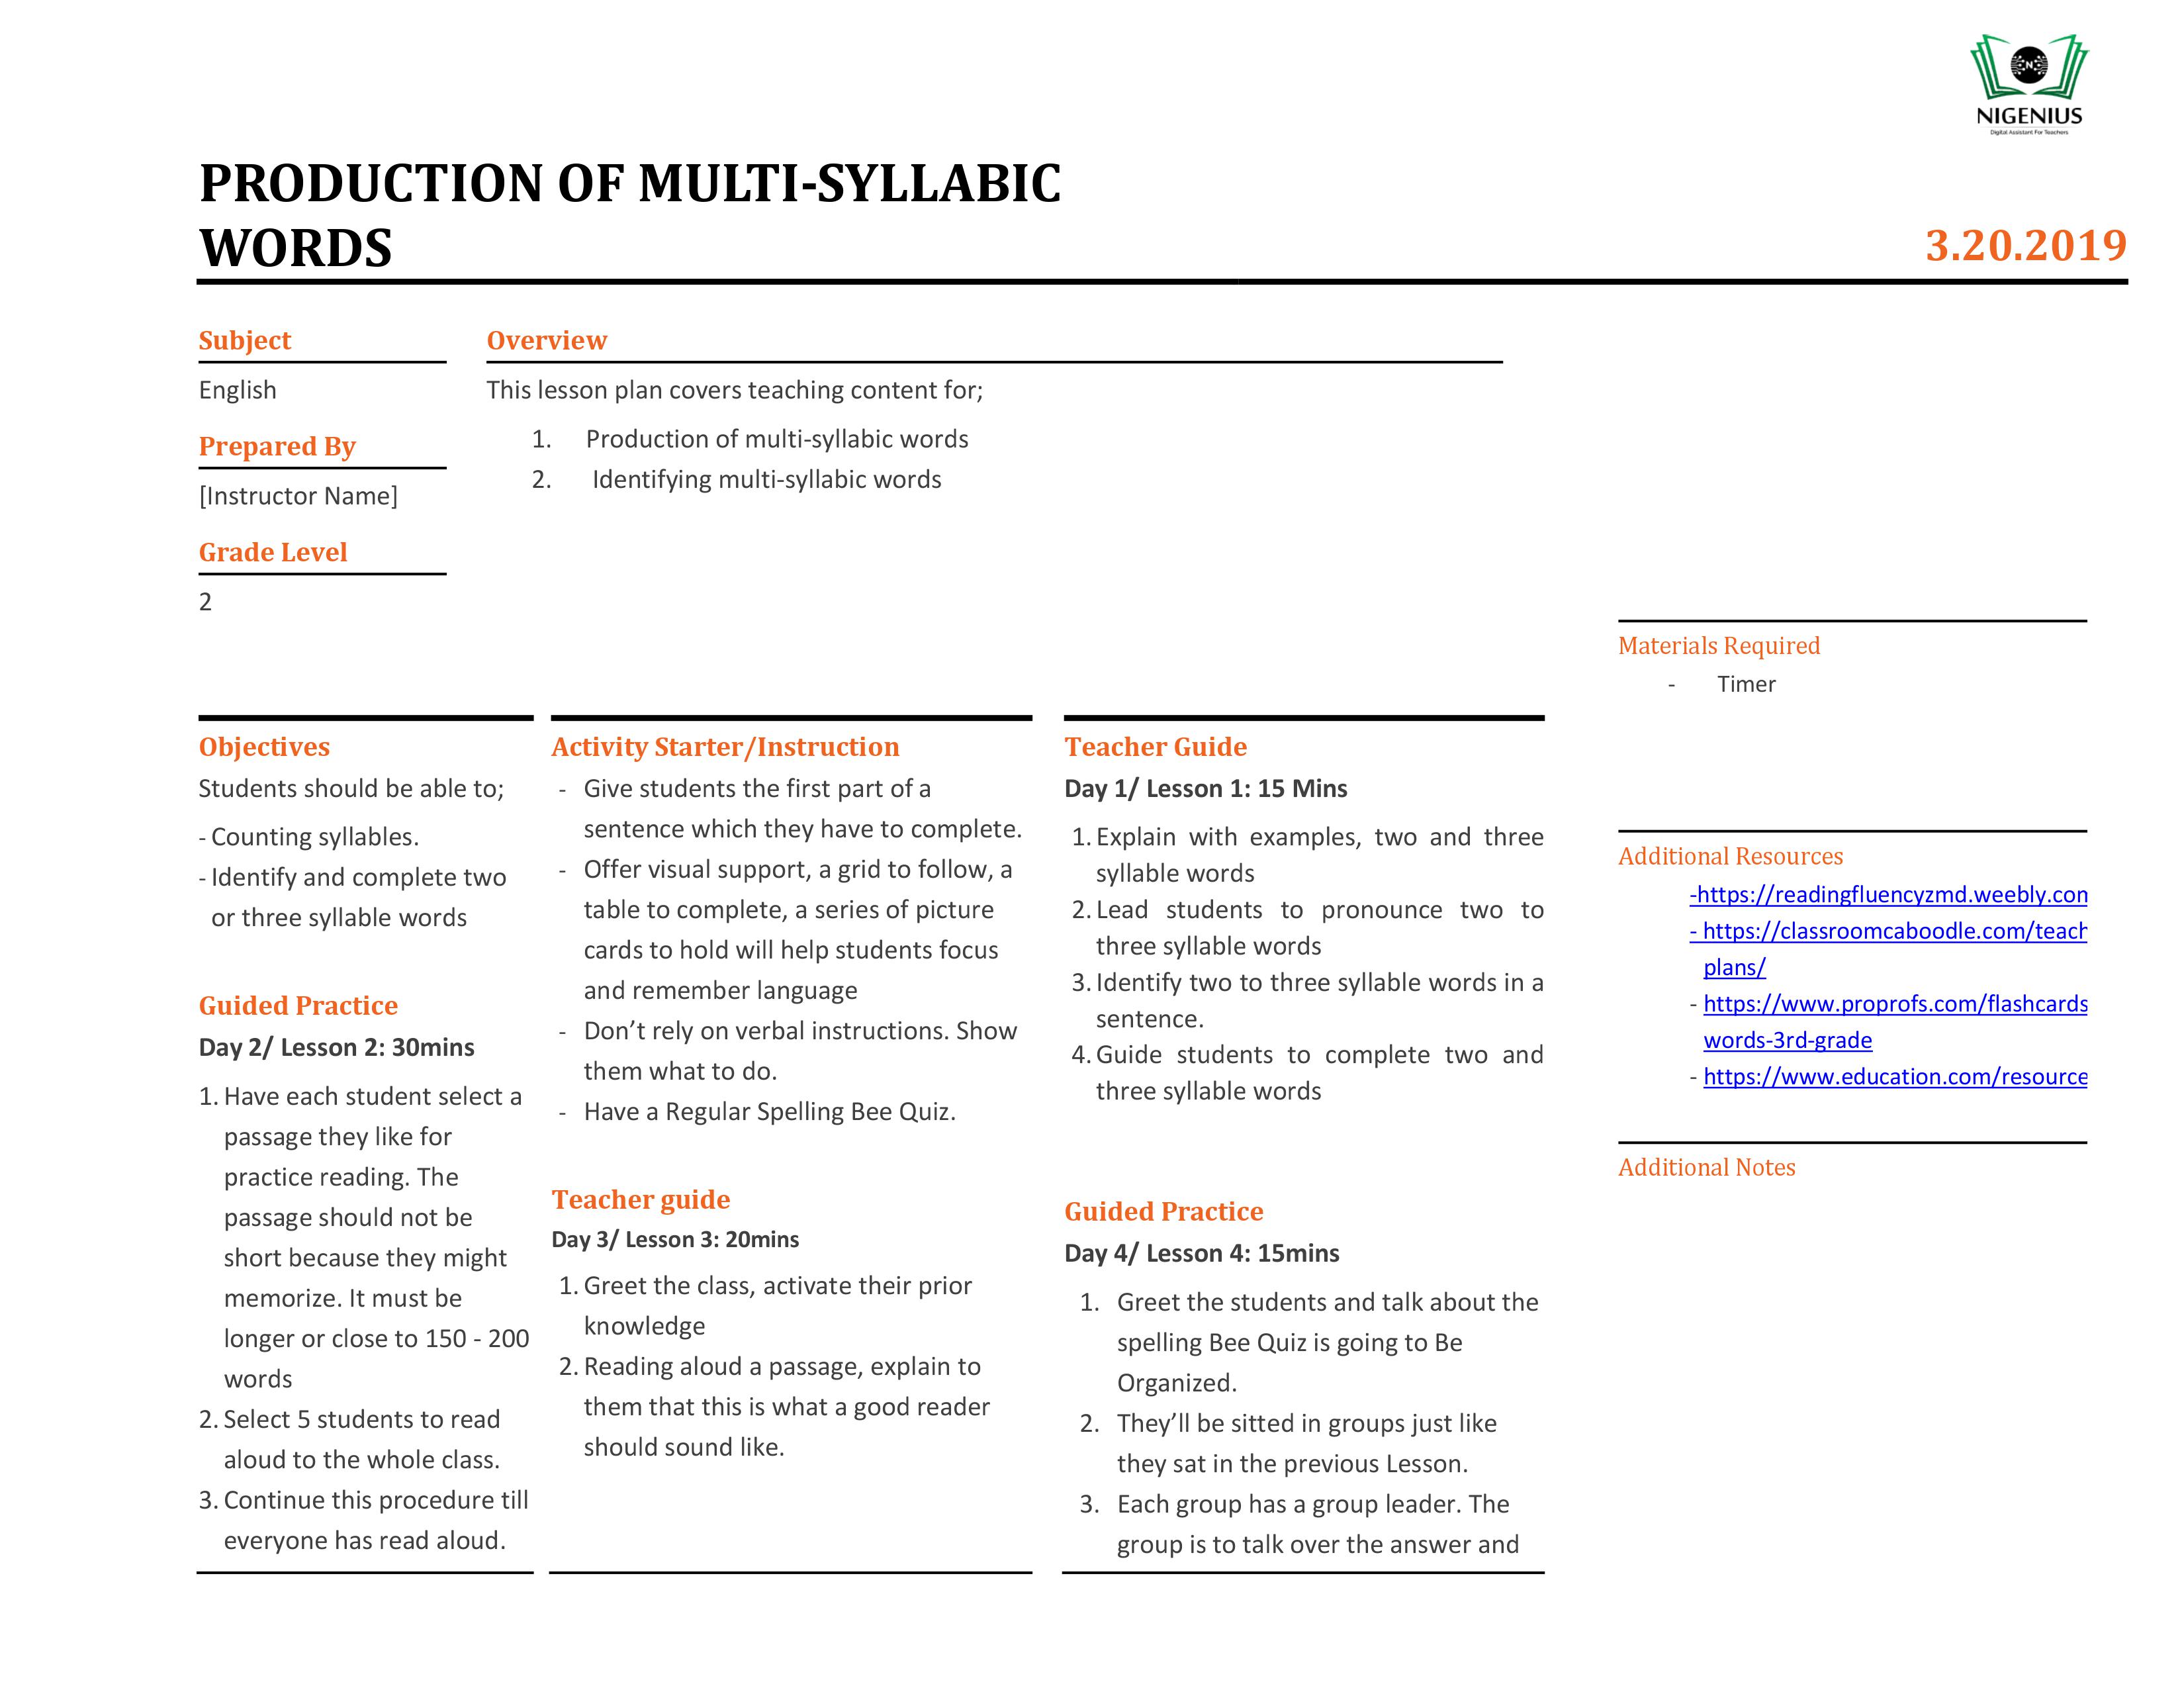 NIGENIUS
Digital Assistant For Teachers
PRODUCTION OF MULTI-SYLLABIC
WORDS
3.20.2019
Subject
English
Prepared By
[Instructor Name]
Grade Level
2
Overview
This lesson plan covers teaching content for;
1. Production of multi-syllabic words
2. Identifying multi-syllabic words
Objectives
Students should be able to;
- Counting syllables.
- Identify and complete two
or three syllable words
Guided Practice
Day 2/ Lesson 2: 30mins
1. Have each student select a
passage they like for
practice reading. The
passage should not be
short because they might
memorize. It must be
longer or close to 150 - 200
words
2. Select 5 students to read
aloud to the whole class.
3. Continue this procedure till
everyone has read aloud.
Activity Starter/Instruction
- Give students the first part of a
sentence which they have to complete.
- Offer visual support, a grid to follow, a
table to complete, a series of picture
cards to hold will help students focus
and remember language
- Don’t rely on verbal instructions. Show
them what to do.
- Have a Regular Spelling Bee Quiz.
Teacher guide
Day 3/ Lesson 3: 20mins
1. Greet the class, activate their prior
knowledge
2. Reading aloud a passage, explain to
them that this is what a good reader
should sound like.
Teacher Guide
Day 1/ Lesson 1: 15 Mins
1. Explain with examples, two and three
syllable words
2. Lead students to pronounce two to
three syllable words
3. Identify two to three syllable words in a
sentence.
4. Guide students to complete two and
three syllable words
Guided Practice
Day 4/ Lesson 4: 15mins
1. Greet the students and talk about the
spelling Bee Quiz is going to Be
Organized.
2. They’ll be sitted in groups just like
they sat in the previous Lesson.
3. Each group has a group leader. The
group is to talk over the answer and
Materials Required
- Timer
Additional Resources
-https://readingfluencyzmd.weebly.con
- https://classroomcaboodle.com/teach
plans/
- https://www.proprofs.com/flashcards
words-3rd-grade
- https://www.education.com/resource
Additional Notes